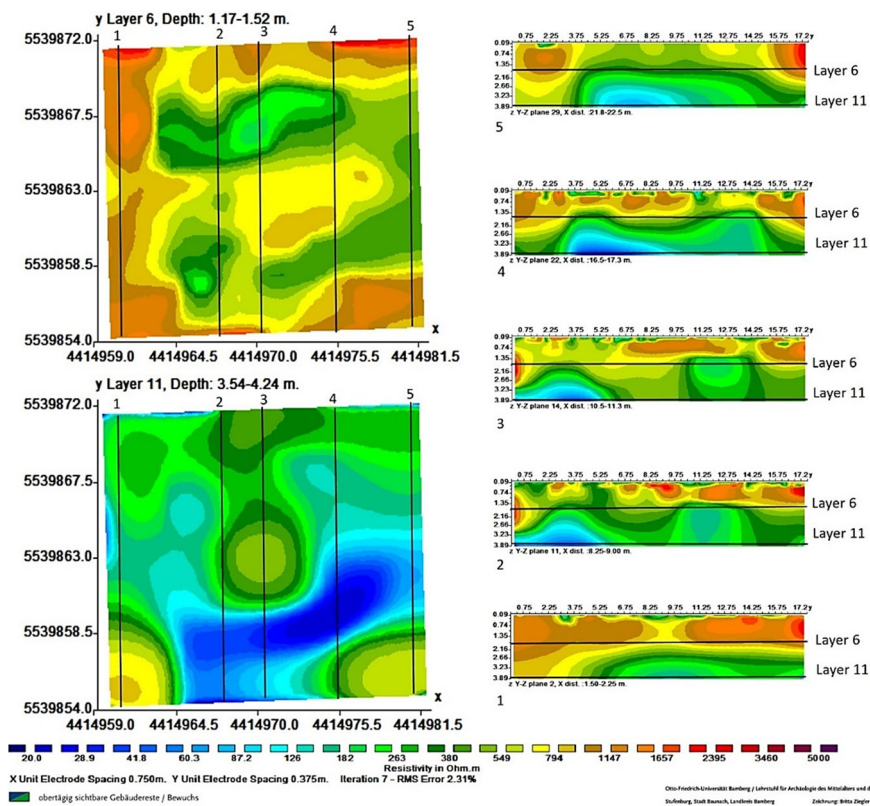 y Layer 6, Depth: 1.17-1.52 m.
1 2 3 4 5
5539872.0
5539867.5
5539863.0
5539858.5
5539854.0
x
4414959.0 4414964.5 4414970.0 4414975.5 4414981.5
y Layer 11, Depth: 3.54-4.24 m.
1 2 3 4 5
5539872.0
5539867.5
5539863.0
5539858.5
5539854.0
x
4414959.0 4414964.5 4414970.0 4414975.5 4414981.5
0.75 2.25 3.75 5.25 6.75 8.25 9.75 11.25 12.75 14.25 15.75 17.2y
0.09
0.74
1.35
2.16
3.23
3.89
Layer 6
Layer 11
z Y-Z plane 29, X dist. :21.8-22.5 m.
5
0.75 2.25 3.75 5.25 6.75 8.25 9.75 11.25 12.75 14.25 15.75 17.2y
0.09
0.74
1.35
2.66
3.23
3.89
Layer 6
Layer 11
z Y-Z plane 22, X dist. :16.5-17.3 m.
4
0.75 2.25 3.75 5.25 6.75 8.25 9.75 11.25 12.75 14.25 15.75 17.2y
0.09
0.74
1.35
2.16
3.23
3.89
Layer 6
Layer 11
z Y-Z plane 14, X dist. :10.5-11.3 m.
3
0.75 2.25 3.75 5.25 6.75 8.25 9.75 11.25 12.75 14.25 15.75 17.2y
0.09
0.74
1.35
2.16
3.23
3.89
Layer 6
Layer 11
z Y-Z plane 11, X dist. :8.25-9.00 m.
2
0.75 2.25 3.75 5.25 6.75 8.25 9.75 11.25 12.75 14.25 15.75 17.2y
0.09
0.74
1.35
2.16
3.23
3.89
Layer 6
Layer 11
z Y-Z plane 2, X dist. :1.50-2.25 m.
1
20.0 28.9 41.8 60.3 87.2 126 182 263 380 549 794 1147 1657 2395 3460 5000
Resistivity in Ohm.m
X Unit Electrode Spacing 0.750m. Y Unit Electrode Spacing 0.375m. Iteration 7 - RMS Error 2.31%
obertägig sichtbare Gebäudereste / Bewuchs
Otto-Friedrich-Universität Bamberg / Lehrstuhl für Archäologie des Mittelalters und d
Stufenburg, Stadt Baunach, Landkreis Bamberg Zeichnung: Britta Ziegler